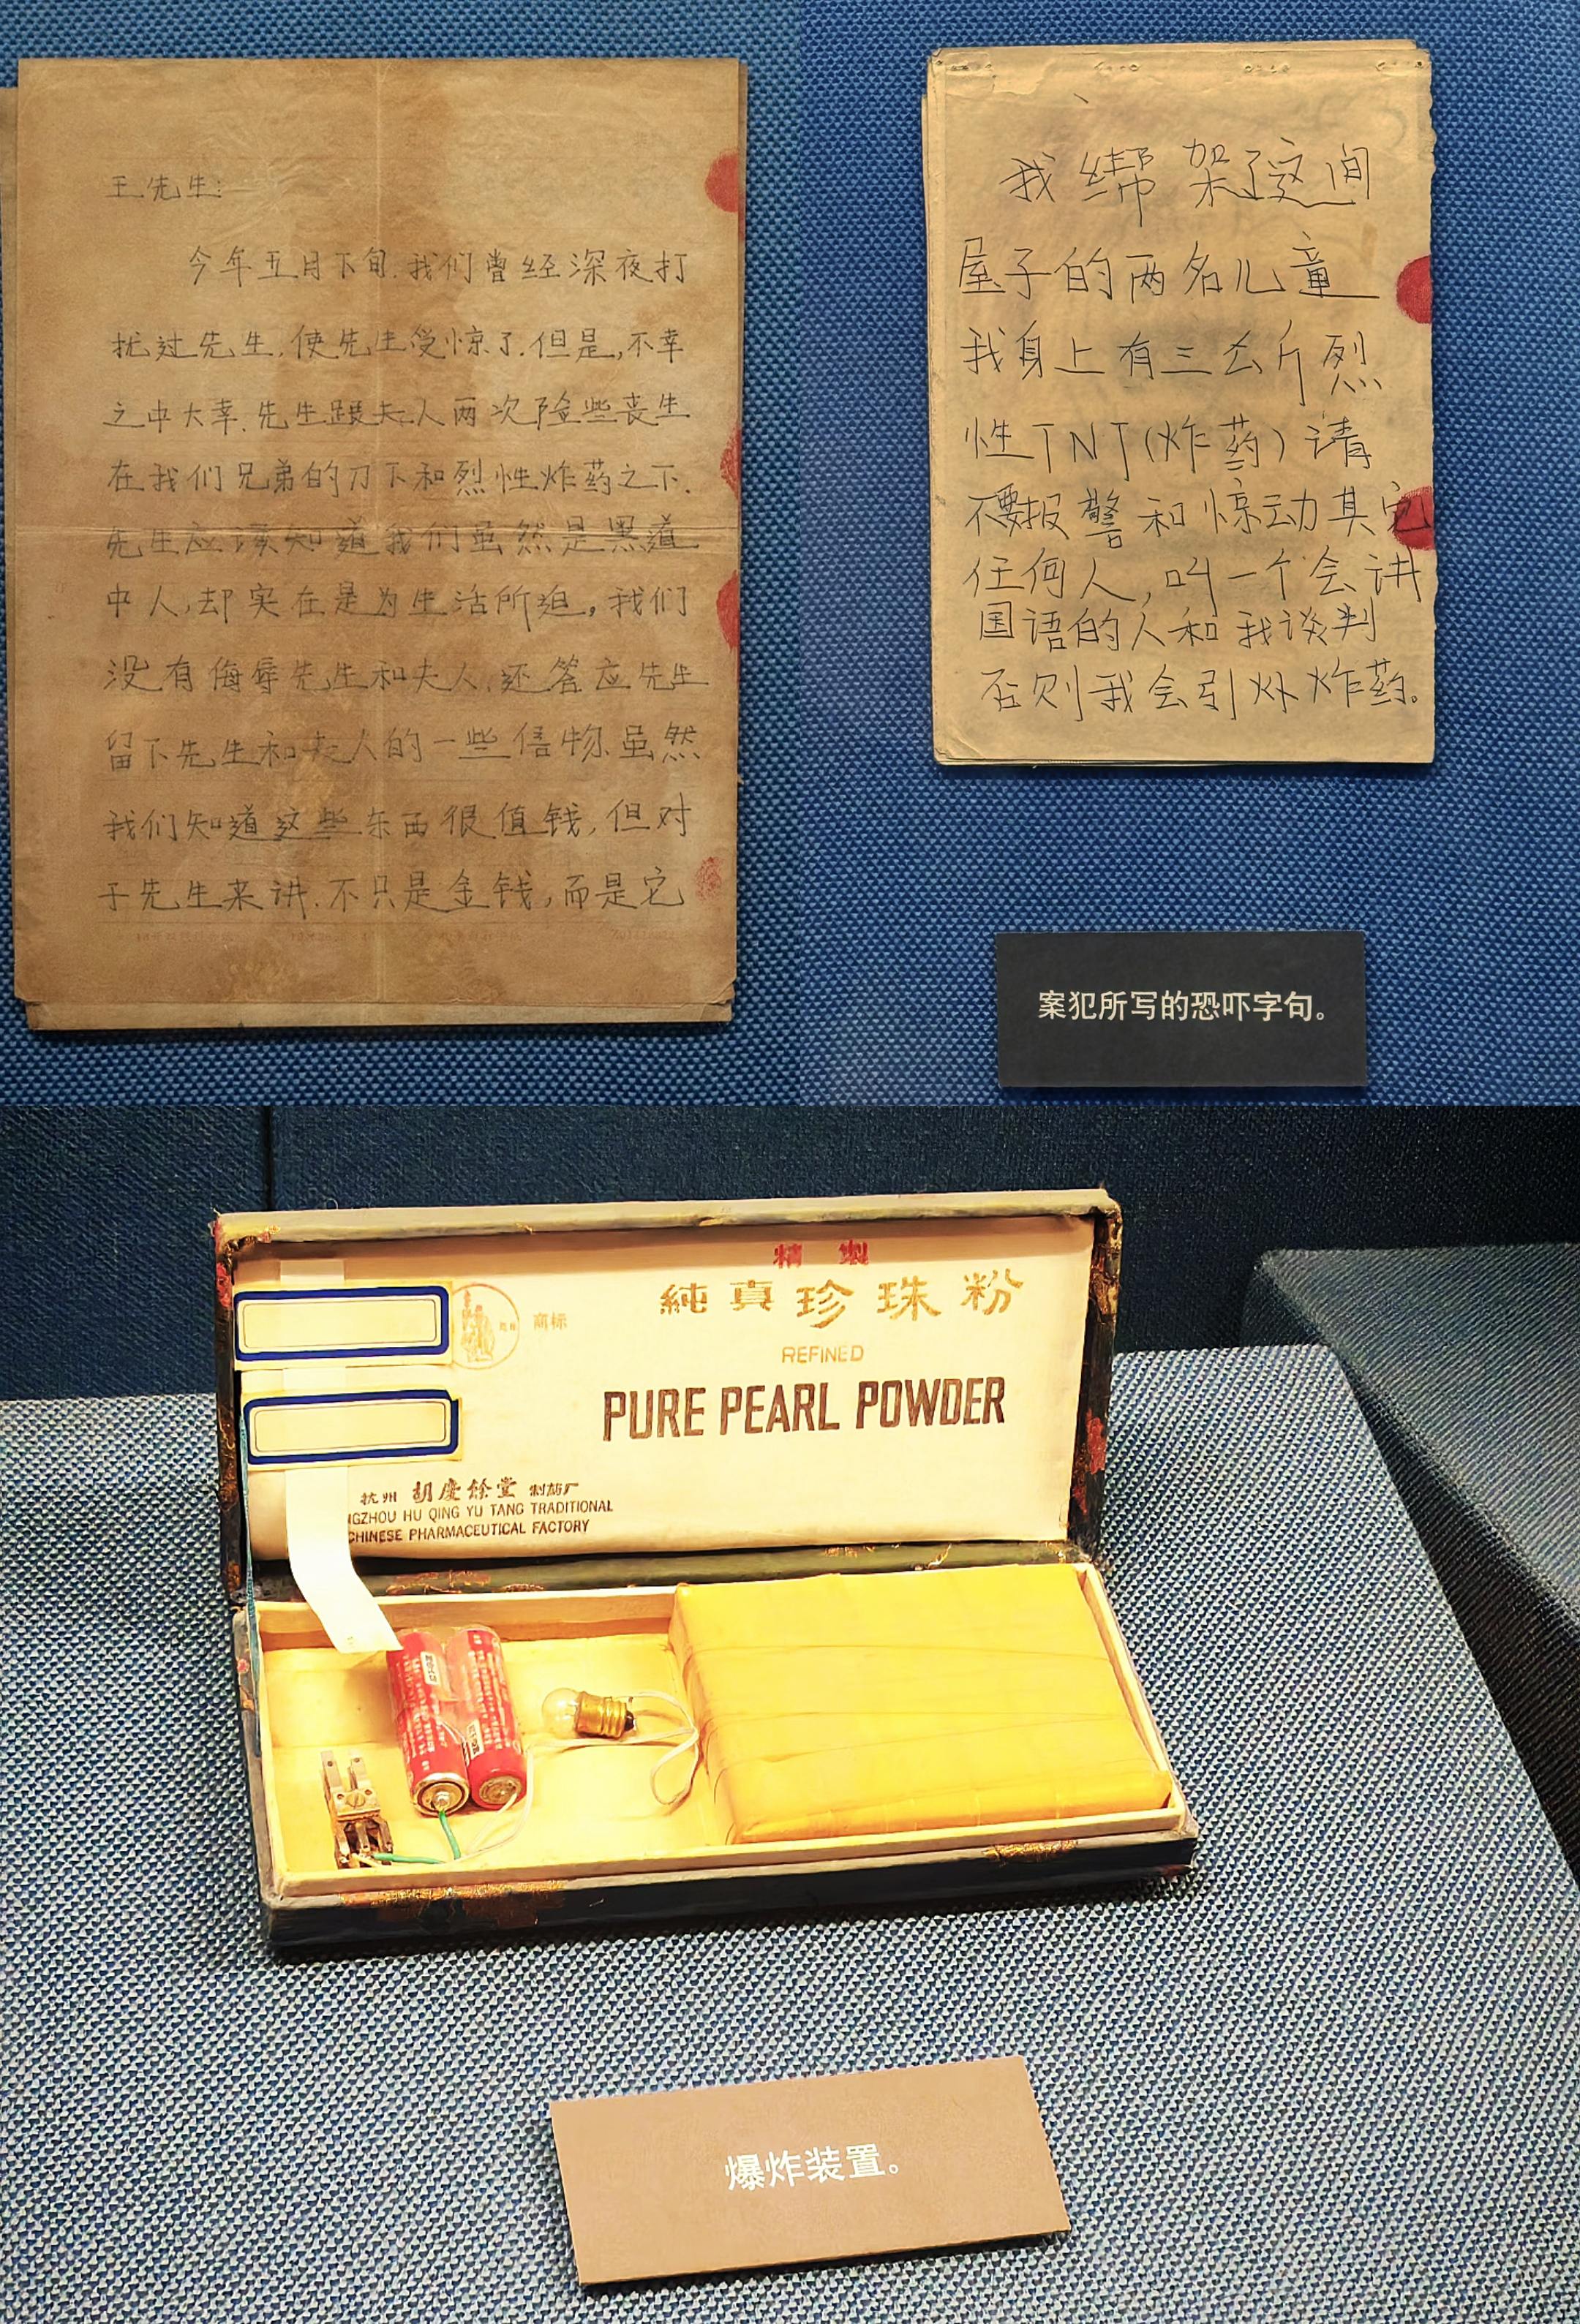 王先生:
今年五月下旬.我们曾经深夜打
扰过先生,使先生受惊了.但是,不幸
之中大幸.先生跟夫人两次险些丧生
在我们兄弟的刀下和烈性炸药之下.
先生应该知道我们虽然是黑道
中人,却实在是为生活所迫,我们
没有侮辱先生和夫人,还答应先生
留下先生和夫人的一些信物.虽然
我们知道这些东西很值钱,但对
于先生来讲.不只是金钱,而是它
我绑架了这间
屋子的两名儿童
我身上有三公斤烈
性TNT(炸药)请
不要报警和惊动其它
任何人,叫一个会讲
国语的人和我谈判
否则我会引炸炸药。
案犯所写的恐吓字句。
精製
純真珍珠粉
商标
REFINED
PURE PEARL POWDER
杭州 胡慶餘堂 制药厂
NGZHOU HU QING YU TANG TRADITIONAL
CHINESE PHARMACEUTICAL FACTORY
爆炸装置。